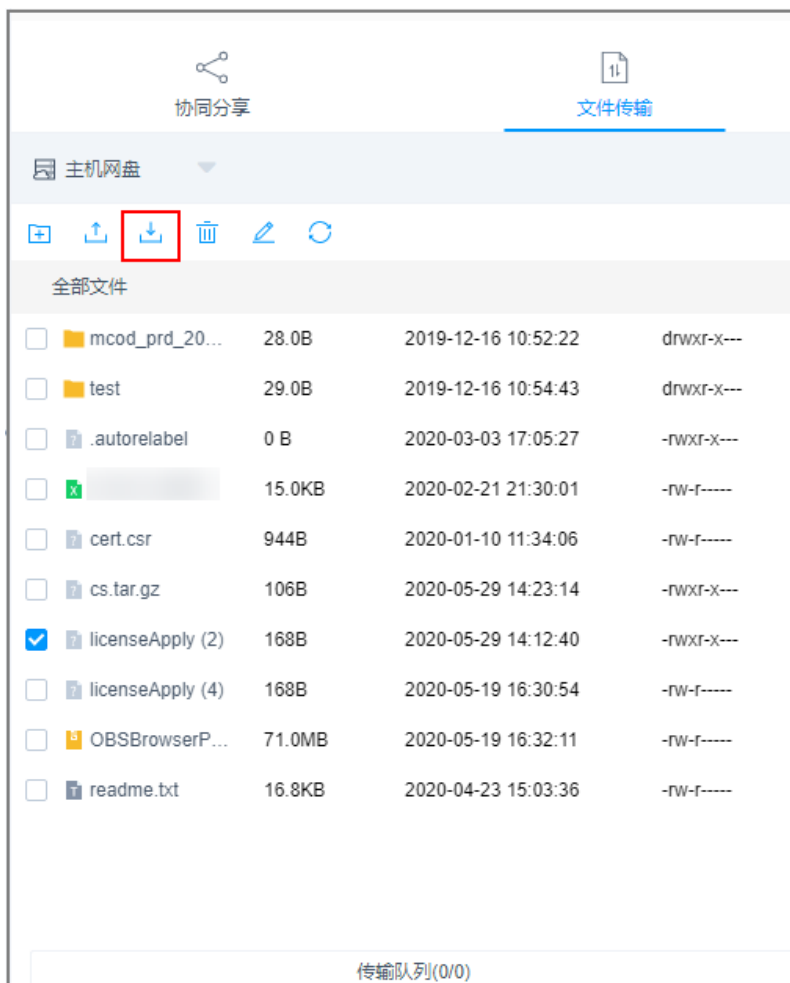 协同分享 文件传输
主机网盘
全部文件
mcod_prd_20... 28.0B 2019-12-16 10:52:22 drwxr-x---
test 29.0B 2019-12-16 10:54:43 drwxr-x---
.autorelabel 0 B 2020-03-03 17:05:27 -rwxr-x---
15.0KB 2020-02-21 21:30:01 -rw-r-----
cert.csr 944B 2020-01-10 11:34:06 -rw-r-----
cs.tar.gz 106B 2020-05-29 14:23:14 -rwxr-x---
licenseApply (2) 168B 2020-05-29 14:12:40 -rwxr-x---
licenseApply (4) 168B 2020-05-19 16:30:54 -rw-r-----
OBSBrowserP... 71.0MB 2020-05-19 16:32:11 -rw-r-----
readme.txt 16.8KB 2020-04-23 15:03:36 -rw-r-----
传输队列(0/0)